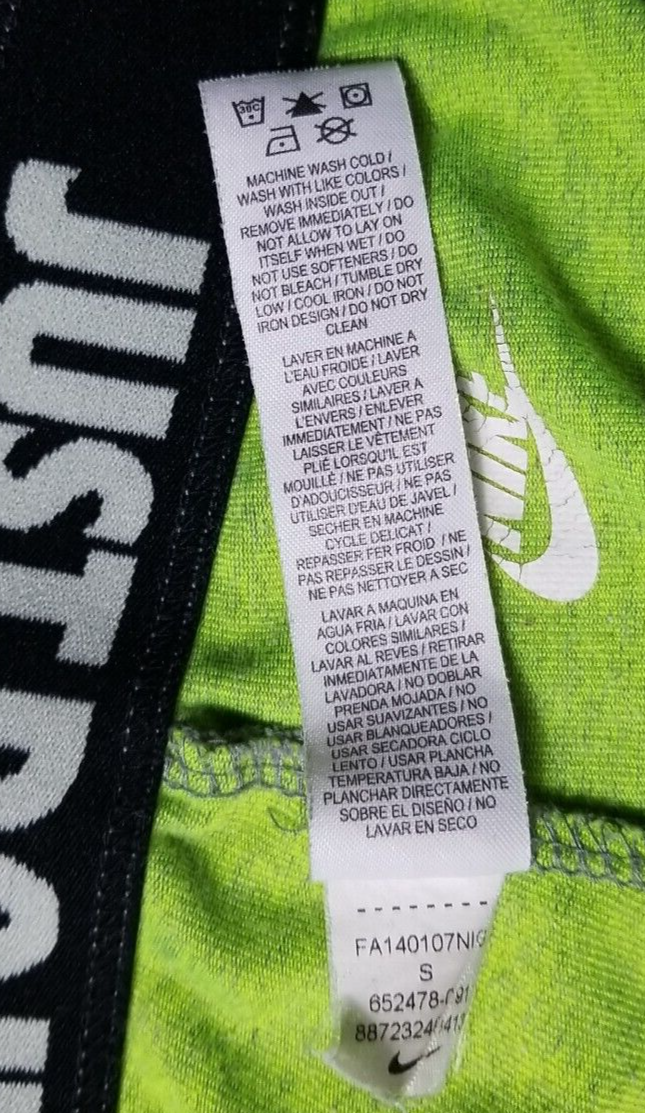 30C
MACHINE WASH COLD /
WASH WITH LIKE COLORS /
WASH INSIDE OUT /
REMOVE IMMEDIATELY / DO
NOT ALLOW TO LAY ON
ITSELF WHEN WET / DO
NOT USE SOFTENERS / DO
NOT BLEACH / TUMBLE DRY
LOW / COOL IRON / DO NOT
IRON DESIGN / DO NOT DRY
CLEAN
LAVER EN MACHINE A
L'EAU FROIDE / LAVER
AVEC COULEURS
SIMILAIRES / LAVER A
L'ENVERS / ENLEVER
IMMEDIATEMENT / NE PAS
LAISSER LE VÊTEMENT
PLIÉ LORSQU'IL EST
MOUILLÉ / NE PAS UTILISER
D'ADOUCISSEUR / NE PAS
UTILISER D'EAU DE JAVEL /
SECHER EN MACHINE
CYCLE DELICAT /
REPASSER FER FROID / NE
PAS REPASSER LE DESSIN /
NE PAS NETTOYER A SEC
LAVAR A MAQUINA EN
AGUA FRIA / LAVAR CON
COLORES SIMILARES /
LAVAR AL REVES / RETIRAR
INMEDIATAMENTE DE LA
LAVADORA / NO DOBLAR
PRENDA MOJADA / NO
USAR SUAVIZANTES / NO
USAR BLANQUEADORES /
USAR SECADORA CICLO
LENTO / USAR PLANCHA
TEMPERATURA BAJA / NO
PLANCHAR DIRECTAMENTE
SOBRE EL DISEÑO / NO
LAVAR EN SECO
FA140107NIG
S
JUST DO
NIKE